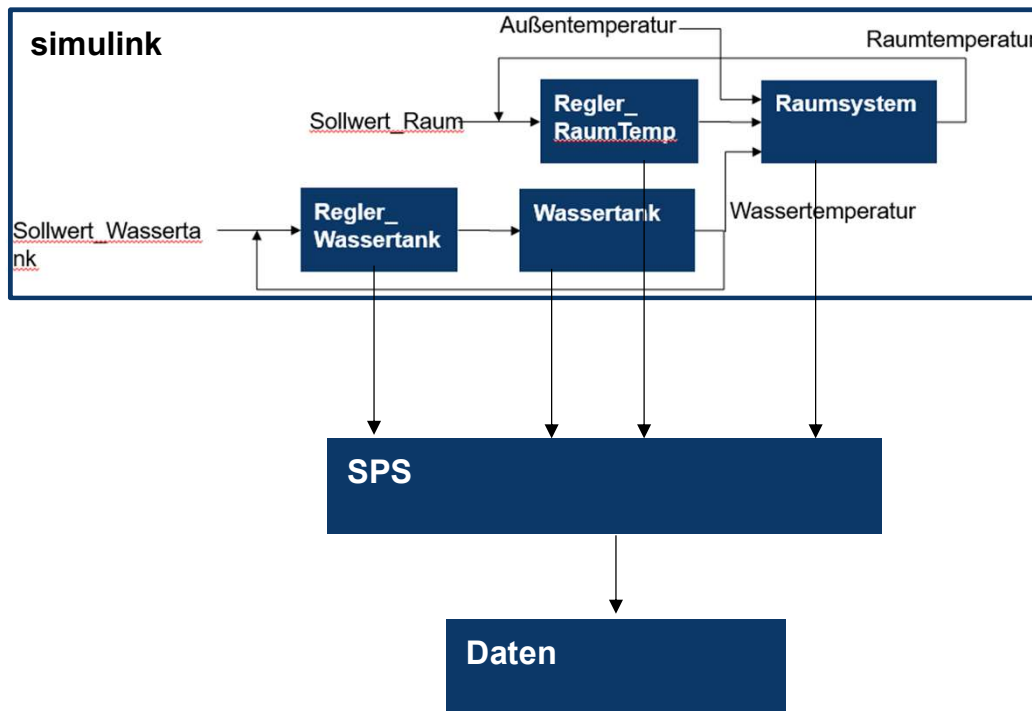 simulink
Außentemperatur
Raumtemperatur
Sollwert_Raum
Regler_
RaumTemp
Raumsystem
Sollwert_Wasserta
nk
Regler_
Wassertank
Wassertank
Wassertemperatur
SPS
Daten